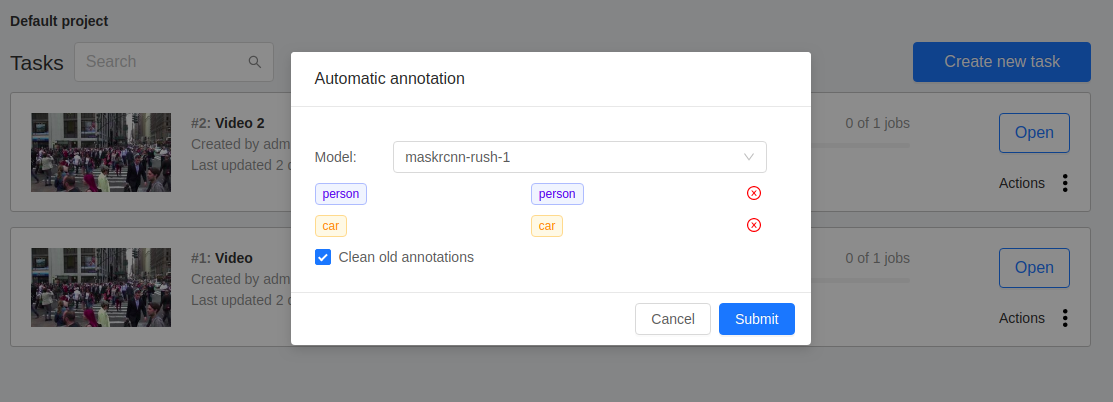 Default project
Tasks
Search
Create new task
#2: Video 2
Created by adm
Last updated 2
0 of 1 jobs
Open
Actions
#1: Video
Created by adm
Last updated 2
0 of 1 jobs
Open
Actions
Automatic annotation
Model:
maskrcnn-rush-1
person person
car car
Clean old annotations
Cancel
Submit